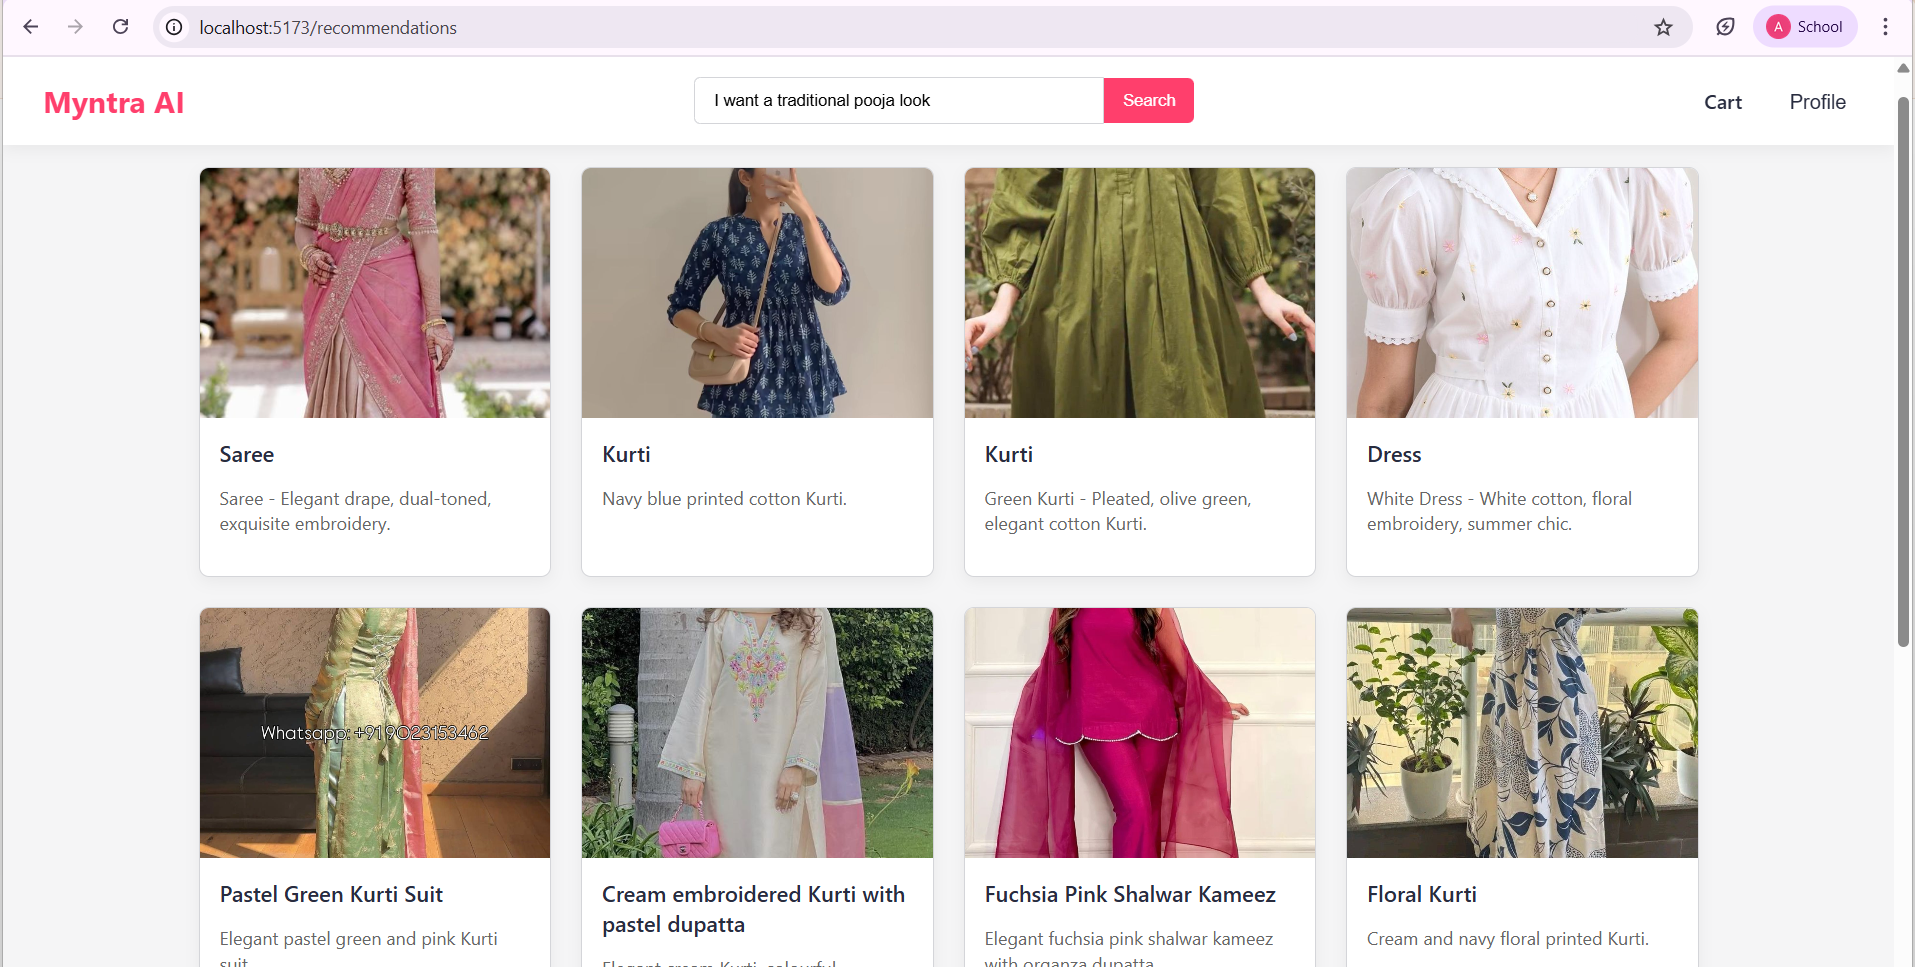 localhost:5173/recommendations
A School
Myntra AI
I want a traditional pooja look
Search
Cart
Profile
Saree
Saree - Elegant drape, dual-toned,
exquisite embroidery.
Kurti
Navy blue printed cotton Kurti.
Kurti
Green Kurti - Pleated, olive green,
elegant cotton Kurti.
Dress
White Dress - White cotton, floral
embroidery, summer chic.
Whatsapp: +919023153462
Pastel Green Kurti Suit
Elegant pastel green and pink Kurti
suit
Cream embroidered Kurti with
pastel dupatta
Elegant cream Kurti, colourful
Fuchsia Pink Shalwar Kameez
Elegant fuchsia pink shalwar kameez
with organza dupatta
Floral Kurti
Cream and navy floral printed Kurti.